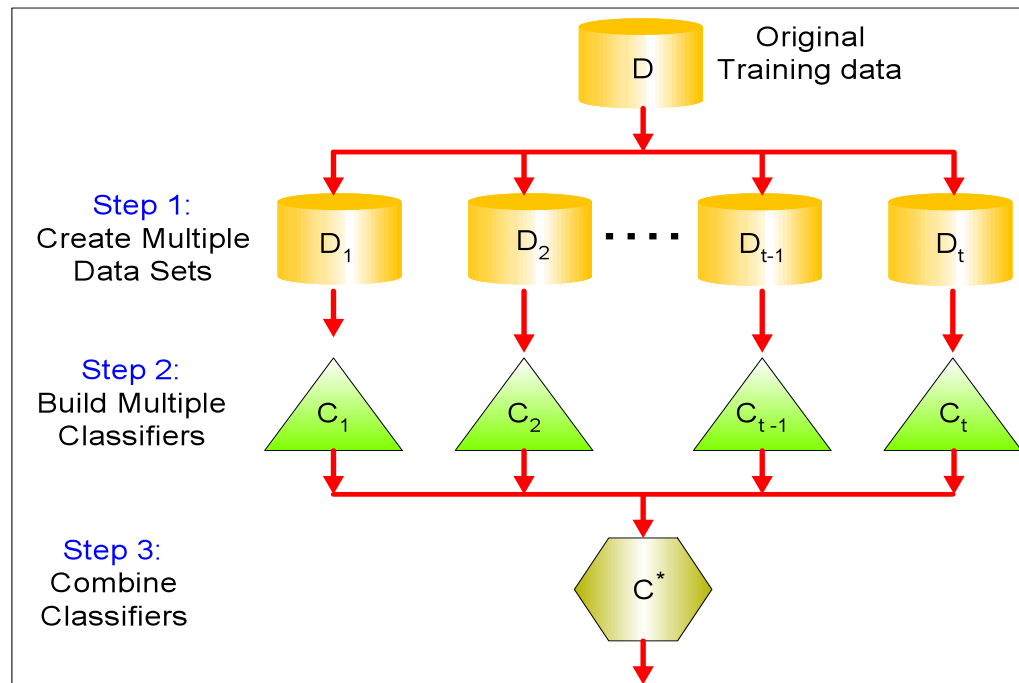 Original
Training data
D
Step 1:
Create Multiple
Data Sets
D₁
D₂
....
Dₜ₋₁
Dₜ
Step 2:
Build Multiple
Classifiers
C₁
C₂
Cₜ₋₁
Cₜ
Step 3:
Combine
Classifiers
C*